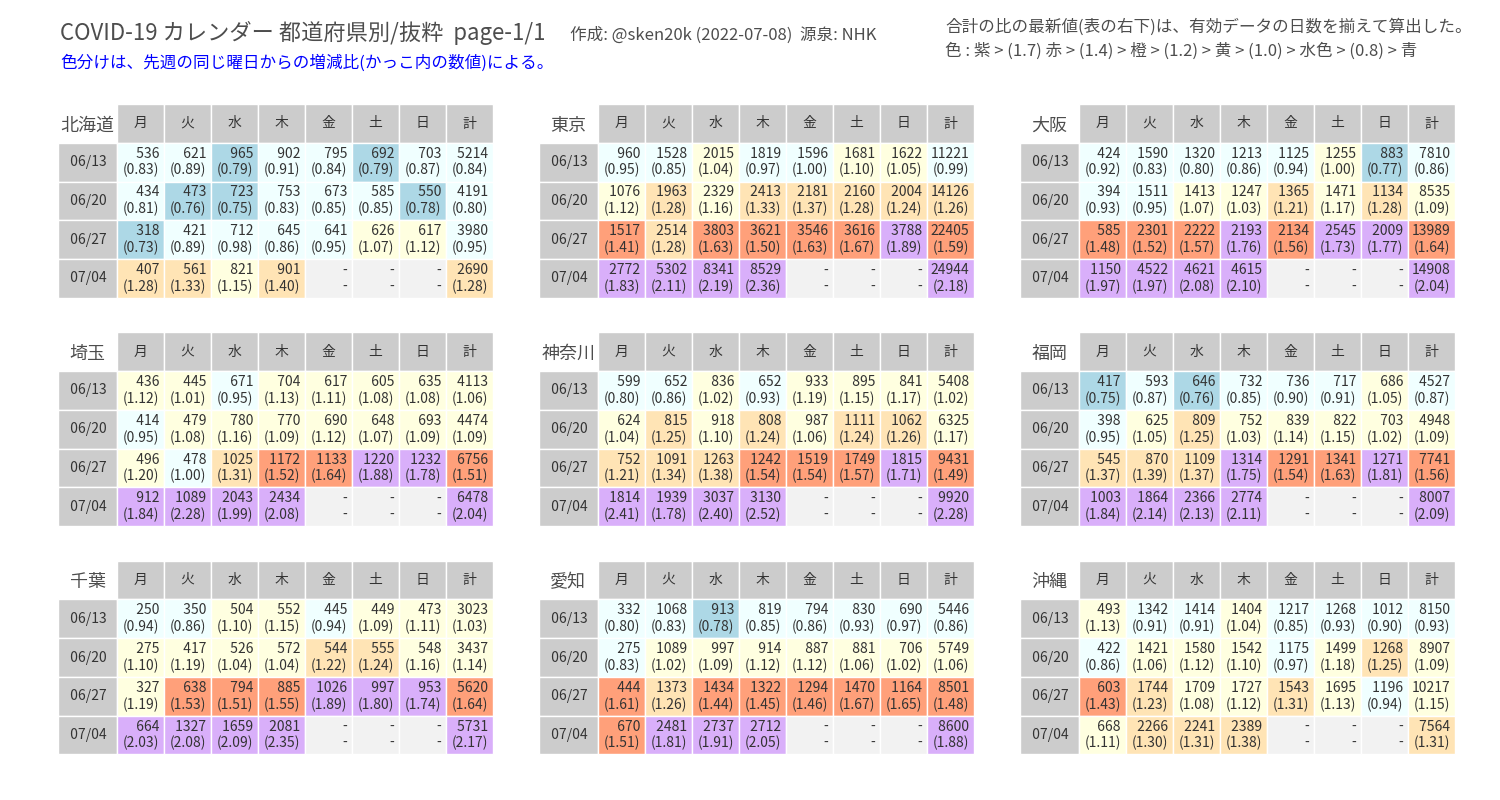 COVID-19 カレンダー 都道府県別/抜粋 page-1/1 作成: @sken20k (2022-07-08) 源泉: NHK
合計の比の最新値(表の右下)は、有効データの日数を揃えて算出した。
色分けは、先週の同じ曜日からの増減比(かっこ内の数値)による。
色 : 紫 > (1.7) 赤 > (1.4) > 橙 > (1.2) > 黄 > (1.0) > 水色 > (0.8) > 青
北海道 月 火 水 木 金 土 日 計
06/13 536 621 965 902 795 692 703 5214
(0.83) (0.89) (0.79) (0.91) (0.84) (0.79) (0.87) (0.84)
06/20 434 473 723 753 673 585 550 4191
(0.81) (0.76) (0.75) (0.83) (0.85) (0.85) (0.78) (0.80)
06/27 318 421 712 645 641 626 617 3980
(0.73) (0.89) (0.98) (0.86) (0.95) (1.07) (1.12) (0.95)
07/04 407 561 821 901 - - - 2690
(1.28) (1.33) (1.15) (1.40) - - - (1.28)
東京 月 火 水 木 金 土 日 計
06/13 960 1528 2015 1819 1596 1681 1622 11221
(0.95) (0.85) (1.04) (0.97) (1.00) (1.10) (1.05) (0.99)
06/20 1076 1963 2329 2413 2181 2160 2004 14126
(1.12) (1.28) (1.16) (1.33) (1.37) (1.28) (1.24) (1.26)
06/27 1517 2514 3803 3621 3546 3616 3788 22405
(1.41) (1.28) (1.63) (1.50) (1.63) (1.67) (1.89) (1.59)
07/04 2772 5302 8341 8529 - - - 24944
(1.83) (2.11) (2.19) (2.36) - - - (2.18)
大阪 月 火 水 木 金 土 日 計
06/13 424 1590 1320 1213 1125 1255 883 7810
(0.92) (0.83) (0.80) (0.86) (0.94) (1.00) (0.77) (0.86)
06/20 394 1511 1413 1247 1365 1471 1134 8535
(0.93) (0.95) (1.07) (1.03) (1.21) (1.17) (1.28) (1.09)
06/27 585 2301 2222 2193 2134 2545 2009 13989
(1.48) (1.52) (1.57) (1.76) (1.56) (1.73) (1.77) (1.64)
07/04 1150 4522 4621 4615 - - - 14908
(1.97) (1.97) (2.08) (2.10) - - - (2.04)
埼玉 月 火 水 木 金 土 日 計
06/13 436 445 671 704 617 605 635 4113
(1.12) (1.01) (0.95) (1.13) (1.11) (1.08) (1.08) (1.06)
06/20 414 479 780 770 690 648 693 4474
(0.95) (1.08) (1.16) (1.09) (1.12) (1.07) (1.09) (1.09)
06/27 496 478 1025 1172 1133 1220 1232 6756
(1.20) (1.00) (1.31) (1.52) (1.64) (1.88) (1.78) (1.51)
07/04 912 1089 2043 2434 - - - 6478
(1.84) (2.28) (1.99) (2.08) - - - (2.04)
神奈川 月 火 水 木 金 土 日 計
06/13 599 652 836 652 933 895 841 5408
(0.80) (0.86) (1.02) (0.93) (1.19) (1.15) (1.17) (1.02)
06/20 624 815 918 808 987 1111 1062 6325
(1.04) (1.25) (1.10) (1.24) (1.06) (1.24) (1.26) (1.17)
06/27 752 1091 1263 1242 1519 1749 1815 9431
(1.21) (1.34) (1.38) (1.54) (1.54) (1.57) (1.71) (1.49)
07/04 1814 1939 3037 3130 - - - 9920
(2.41) (1.78) (2.40) (2.52) - - - (2.28)
福岡 月 火 水 木 金 土 日 計
06/13 417 593 646 732 736 717 686 4527
(0.75) (0.87) (0.76) (0.85) (0.90) (0.91) (1.05) (0.87)
06/20 398 625 809 752 839 822 703 4948
(0.95) (1.05) (1.25) (1.03) (1.14) (1.15) (1.02) (1.09)
06/27 545 870 1109 1314 1291 1341 1271 7741
(1.37) (1.39) (1.37) (1.75) (1.54) (1.63) (1.81) (1.56)
07/04 1003 1864 2366 2774 - - - 8007
(1.84) (2.14) (2.13) (2.11) - - - (2.09)
千葉 月 火 水 木 金 土 日 計
06/13 250 350 504 552 445 449 473 3023
(0.94) (0.86) (1.10) (1.15) (0.94) (1.09) (1.11) (1.03)
06/20 275 417 526 572 544 555 548 3437
(1.10) (1.19) (1.04) (1.04) (1.22) (1.24) (1.16) (1.14)
06/27 327 638 794 885 1026 997 953 5620
(1.19) (1.53) (1.51) (1.55) (1.89) (1.80) (1.74) (1.64)
07/04 664 1327 1659 2081 - - - 5731
(2.03) (2.08) (2.09) (2.35) - - - (2.17)
愛知 月 火 水 木 金 土 日 計
06/13 332 1068 913 819 794 830 690 5446
(0.80) (0.83) (0.78) (0.85) (0.86) (0.93) (0.97) (0.86)
06/20 275 1089 997 914 887 881 706 5749
(0.83) (1.02) (1.09) (1.12) (1.12) (1.06) (1.02) (1.06)
06/27 444 1373 1434 1322 1294 1470 1164 8501
(1.61) (1.26) (1.44) (1.45) (1.46) (1.67) (1.65) (1.48)
07/04 670 2481 2737 2712 - - - 8600
(1.51) (1.81) (1.91) (2.05) - - - (1.88)
沖縄 月 火 水 木 金 土 日 計
06/13 493 1342 1414 1404 1217 1268 1012 8150
(1.13) (0.91) (0.91) (1.04) (0.85) (0.93) (0.90) (0.93)
06/20 422 1421 1580 1542 1175 1499 1268 8907
(0.86) (1.06) (1.12) (1.10) (0.97) (1.18) (1.25) (1.09)
06/27 603 1744 1709 1727 1543 1695 1196 10217
(1.43) (1.23) (1.08) (1.12) (1.31) (1.13) (0.94) (1.15)
07/04 668 2266 2241 2389 - - - 7564
(1.11) (1.30) (1.31) (1.38) - - - (1.31)